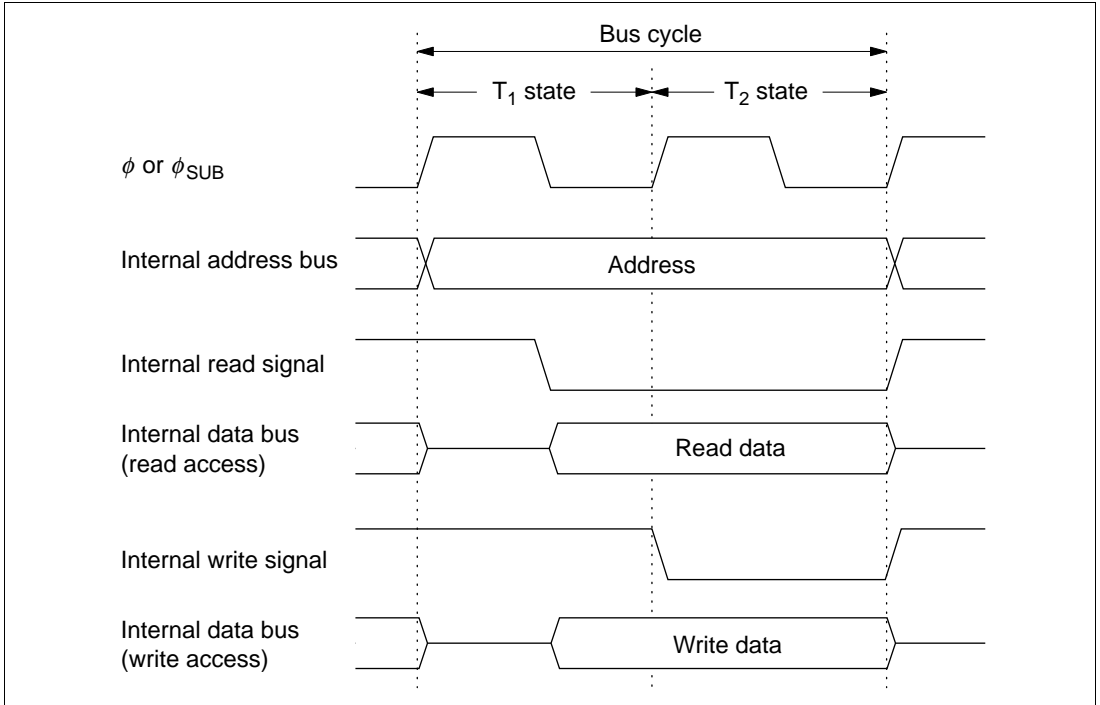 Bus cycle
T₁ state
T₂ state
ϕ or ϕSUB
Internal address bus
Address
Internal read signal
Internal data bus
(read access)
Read data
Internal write signal
Internal data bus
(write access)
Write data